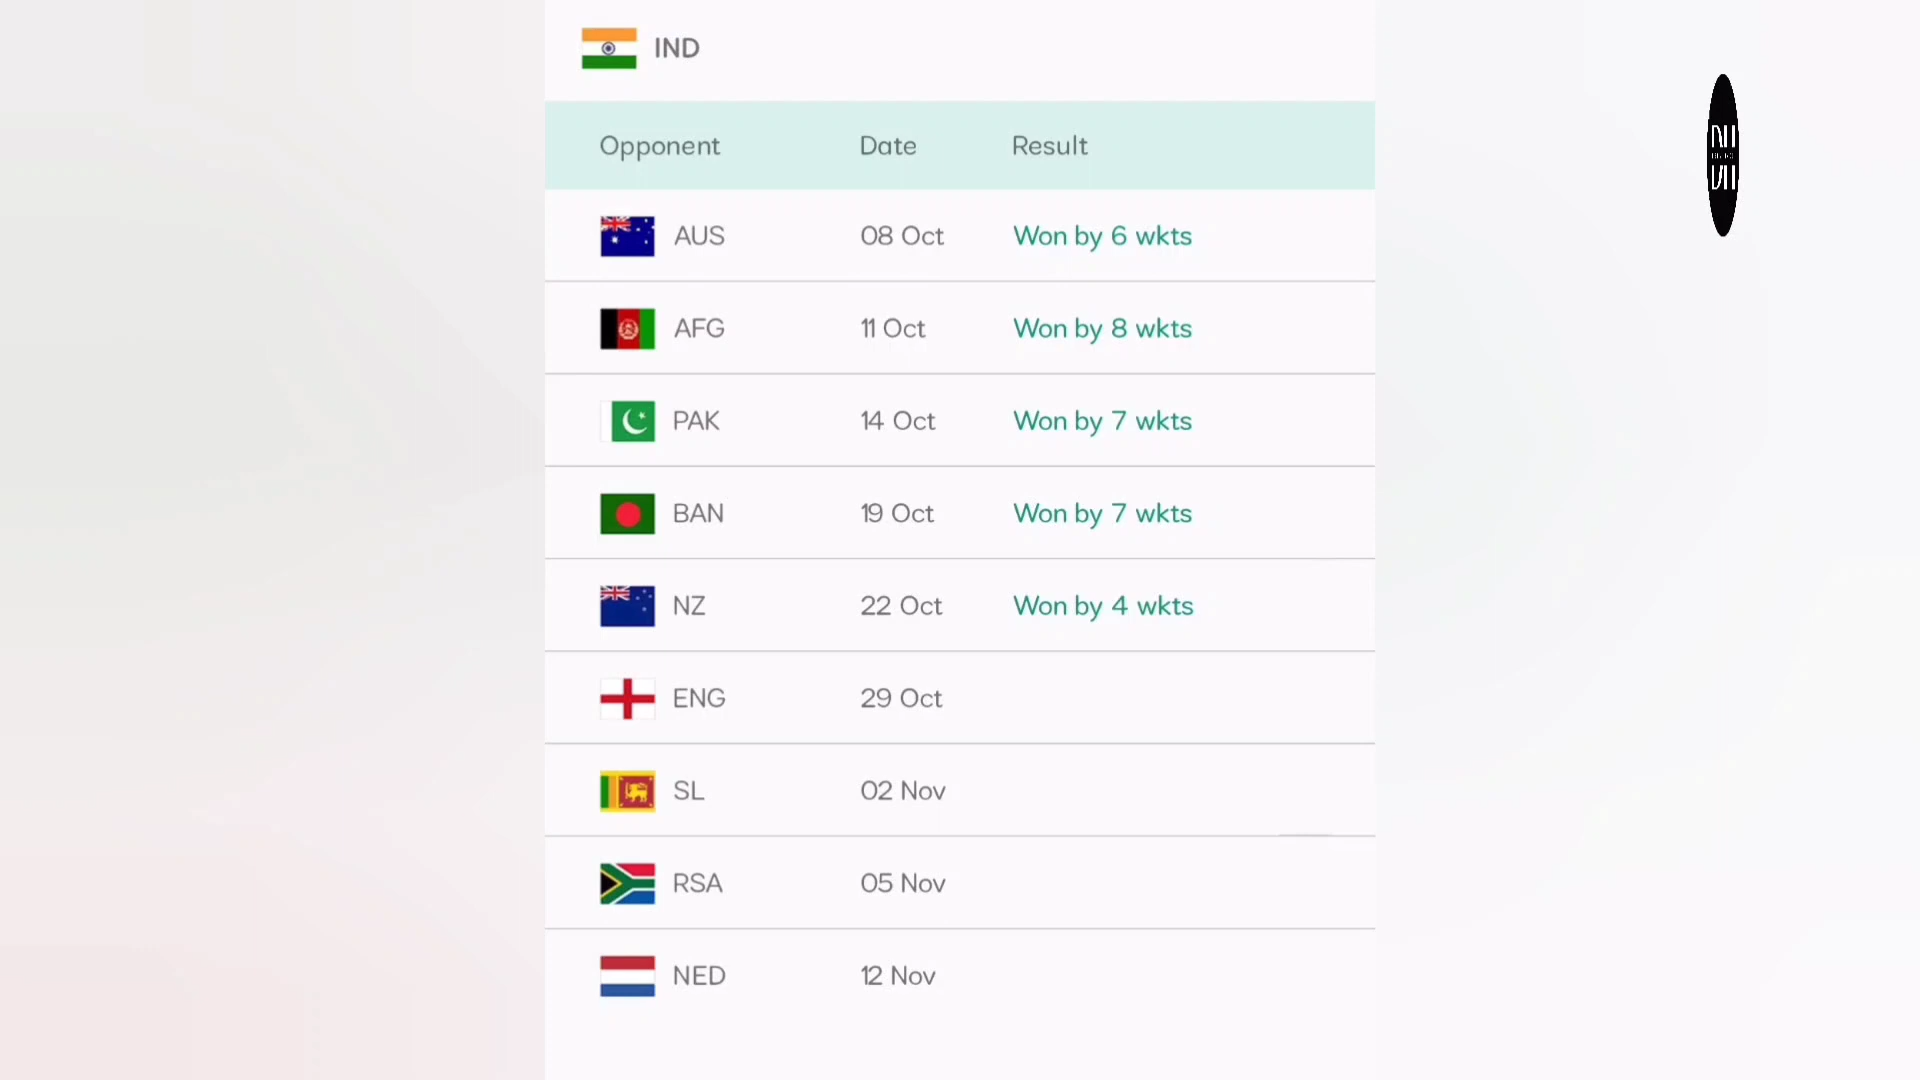 IND
Opponent Date Result
AUS 08 Oct Won by 6 wkts
AFG 11 Oct Won by 8 wkts
PAK 14 Oct Won by 7 wkts
BAN 19 Oct Won by 7 wkts
NZ 22 Oct Won by 4 wkts
ENG 29 Oct
SL 02 Nov
RSA 05 Nov
NED 12 Nov